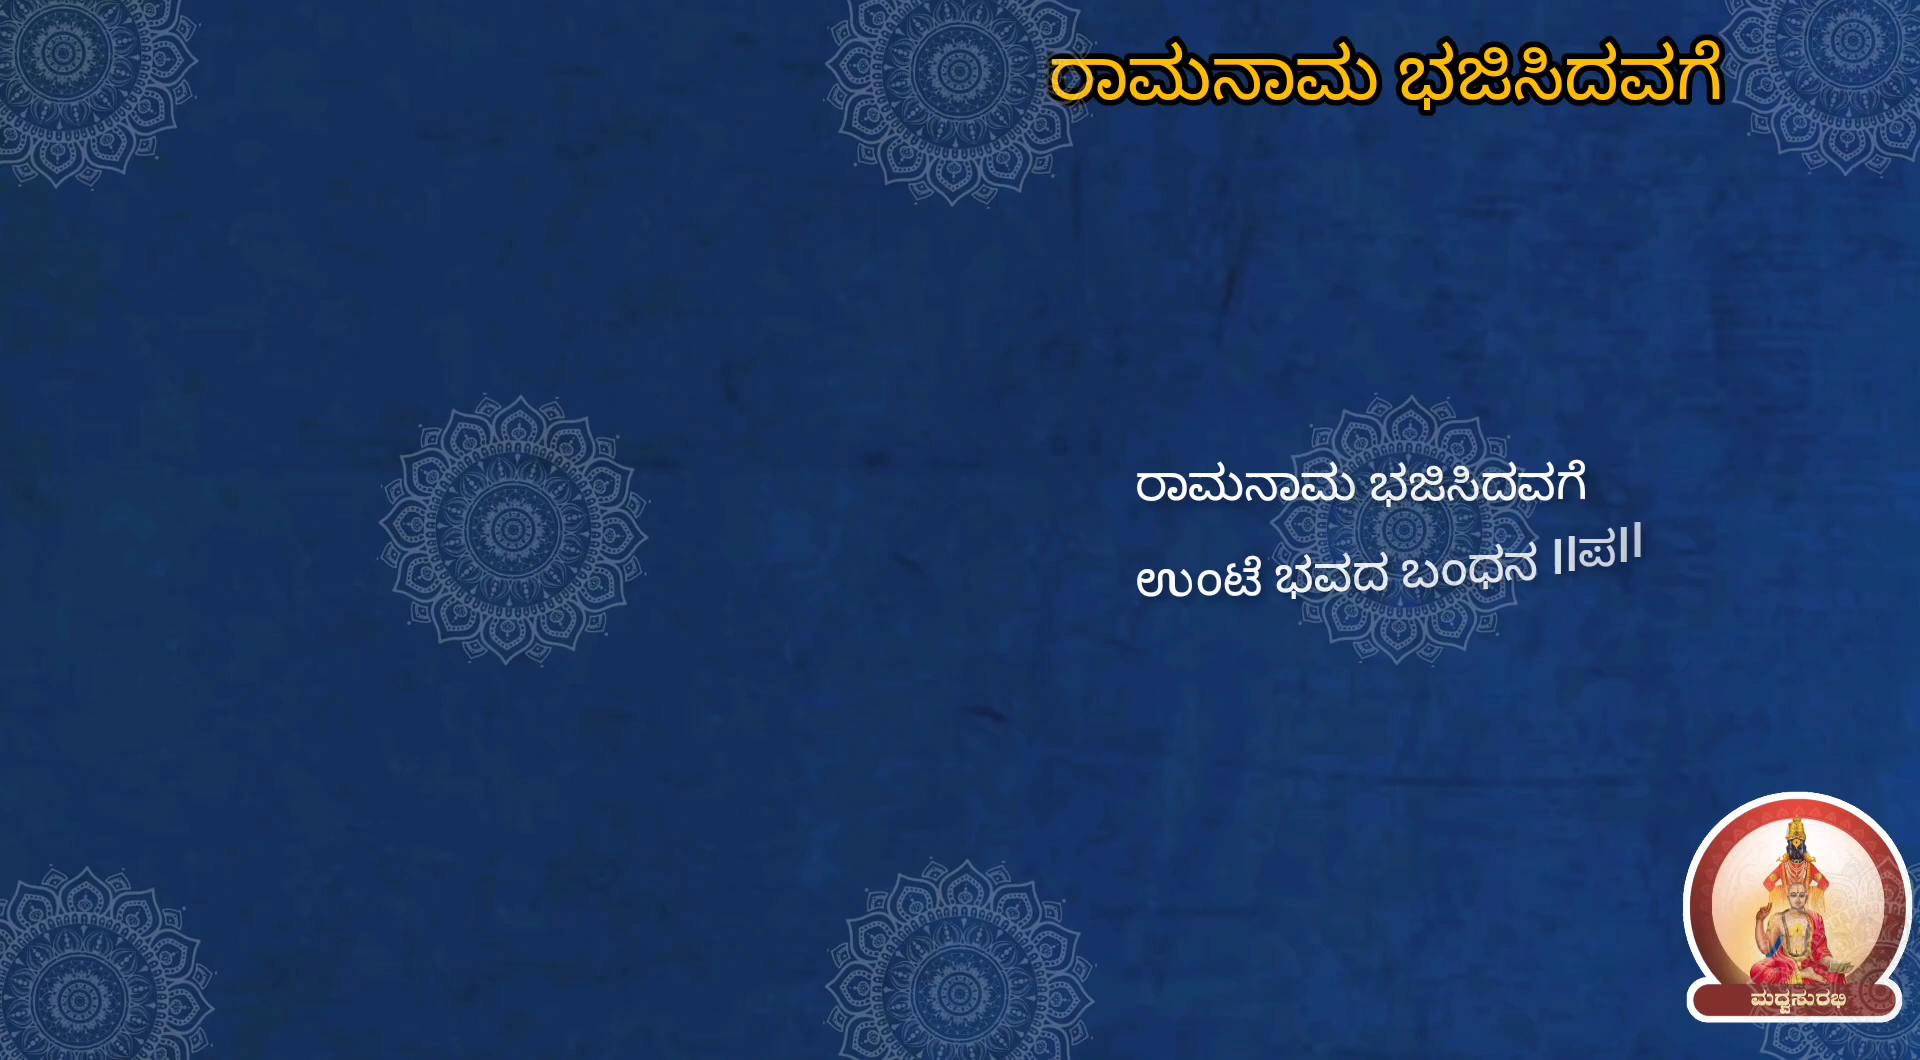 ರಾಮನಾಮ ಭಜಿಸಿದವಗೆ
ರಾಮನಾಮ ಭಜಿಸಿದವಗೆ
ಉಂಟೆ ಭವದ ಬಂಧನ ||ಪ||
ಮಧ್ವಸುರಭಿ